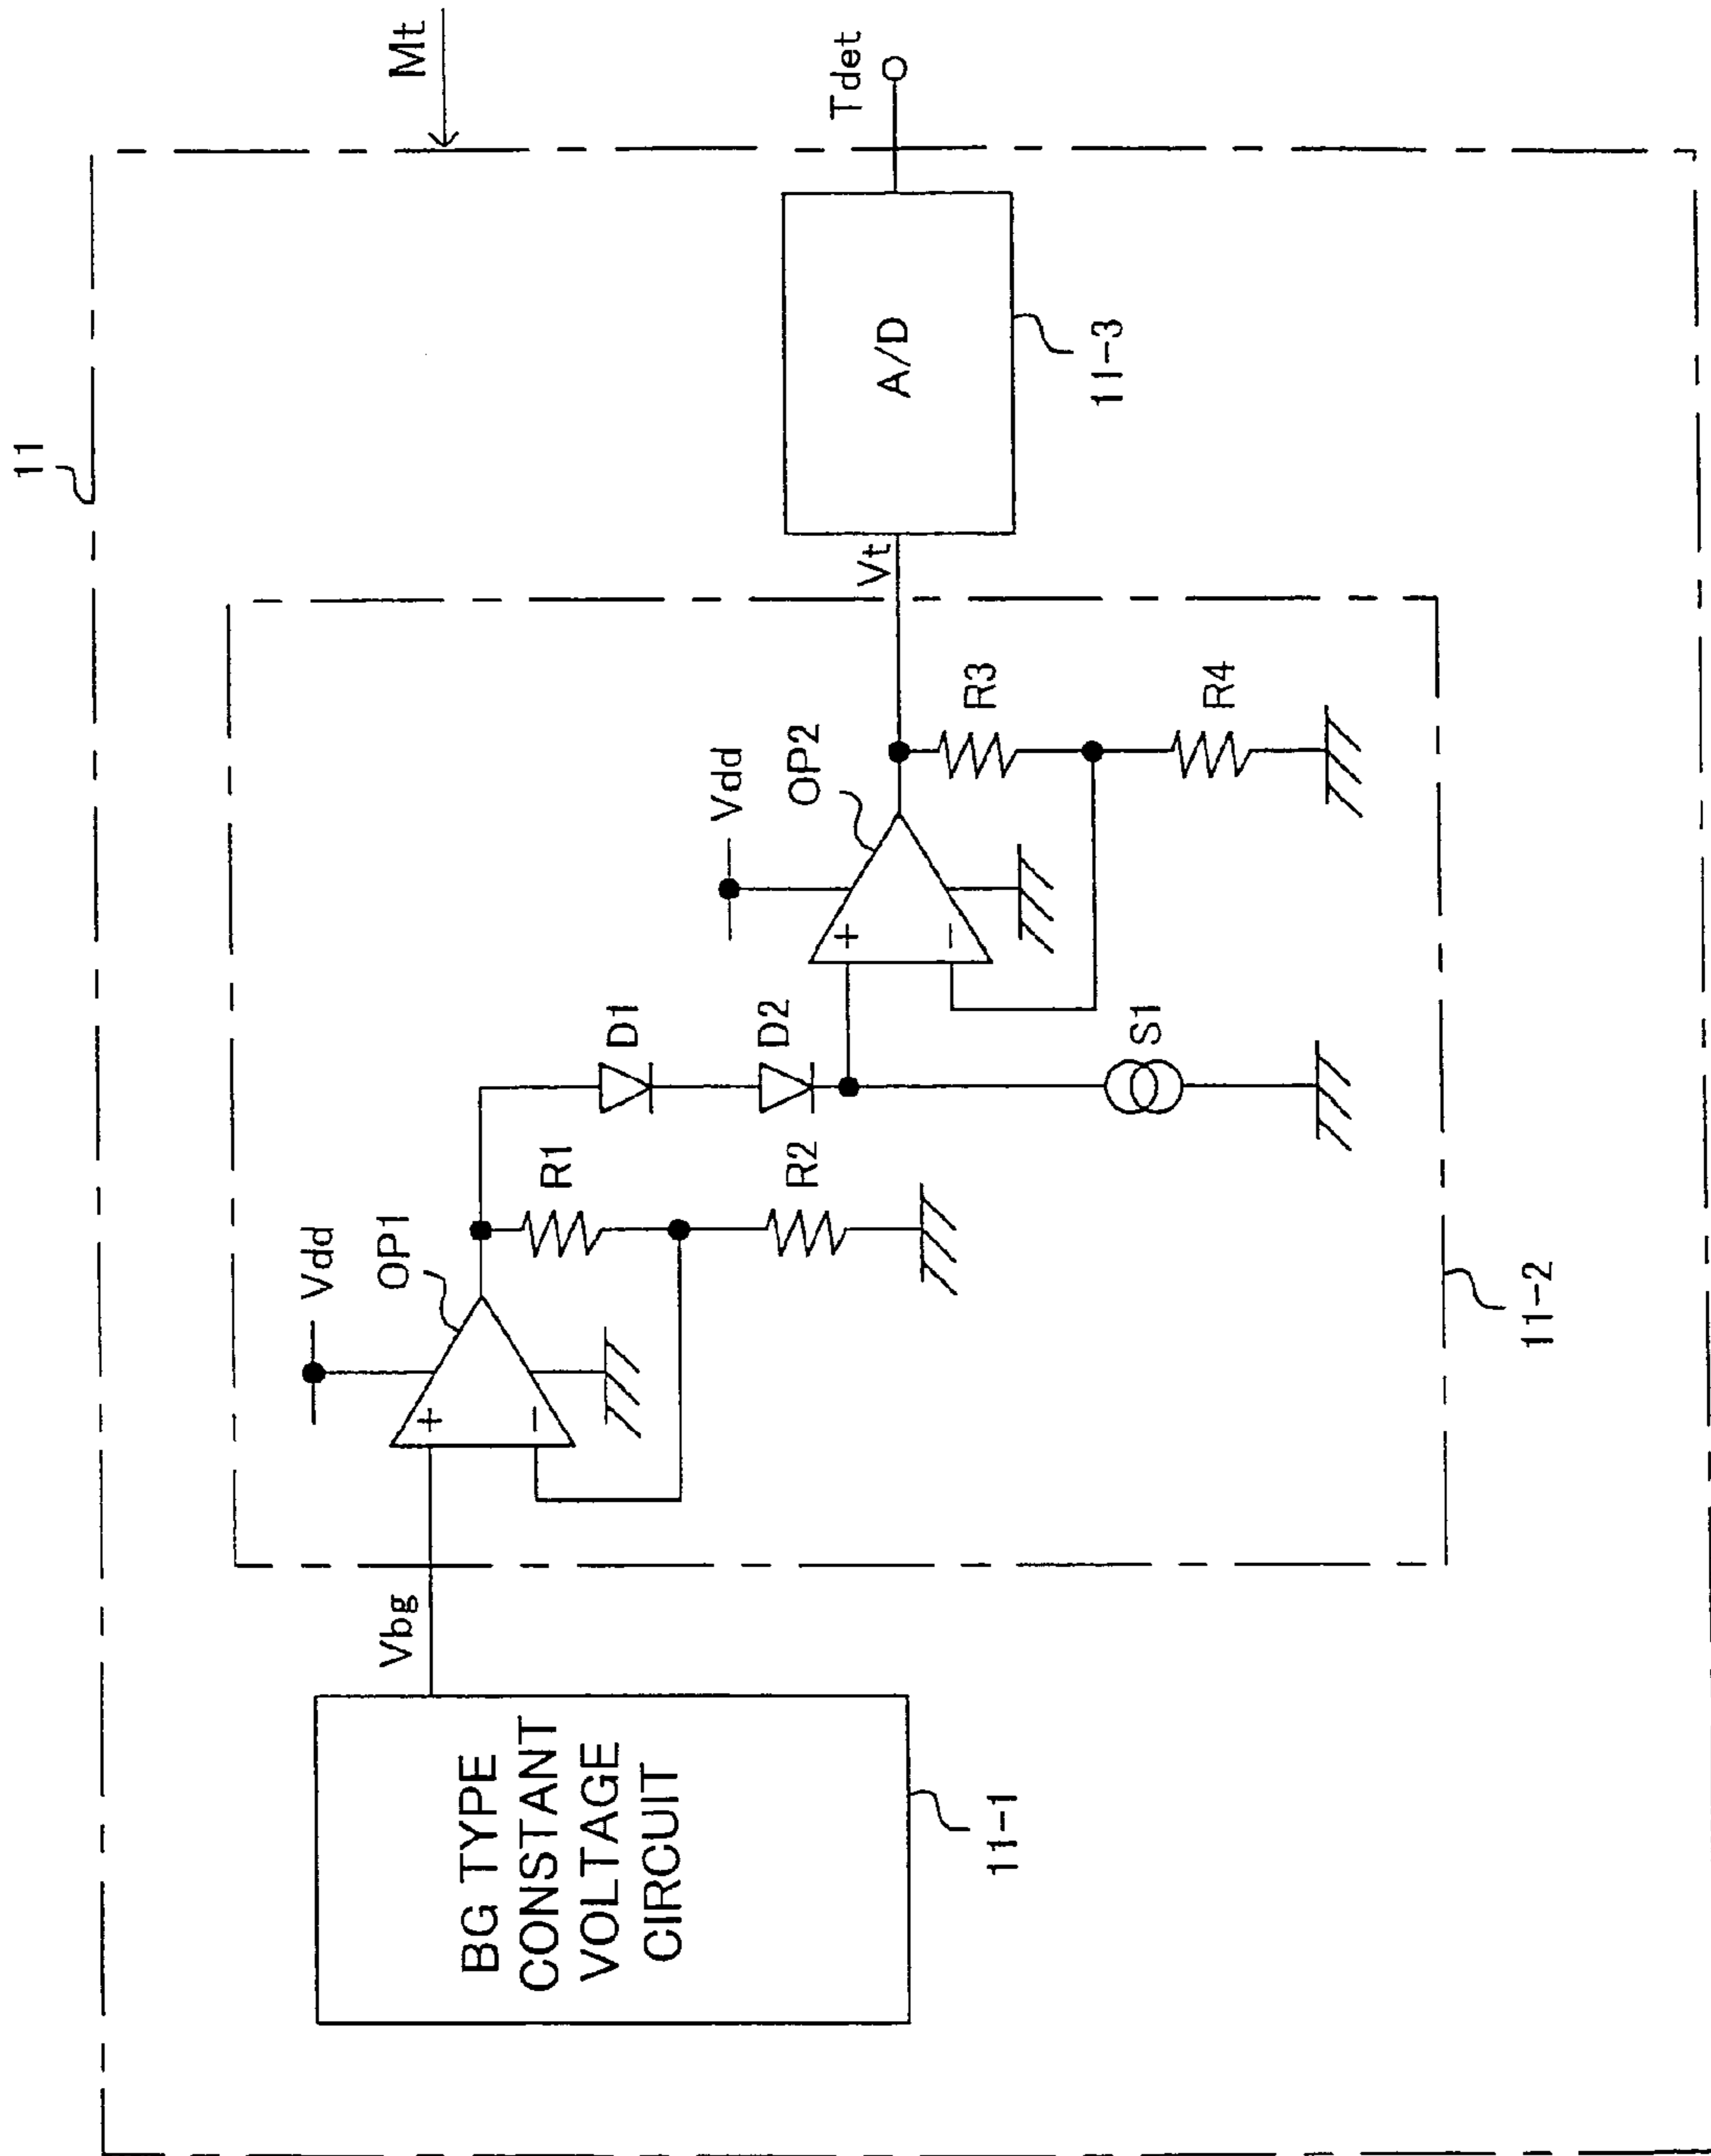 11
Mt
Vdd
OP1
Vbg
BG TYPE
CONSTANT
VOLTAGE
CIRCUIT
11-1
+
−
R1
R2
D1
D2
S1
Vdd
OP2
+
−
R3
R4
Vt
A/D
11-3
Tdet
11-2